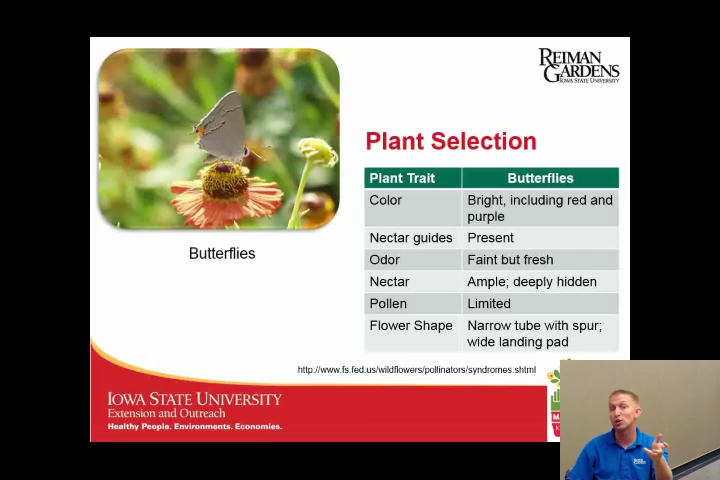 REIMAN
GARDENS
IOWA STATE UNIVERSITY
Plant Selection
Plant Trait Butterflies
Color Bright, including red and
purple
Nectar guides Present
Odor Faint but fresh
Nectar Ample; deeply hidden
Pollen Limited
Flower Shape Narrow tube with spur;
wide landing pad
Butterflies
http://www.fs.fed.us/wildflowers/pollinators/syndromes.shtml
IOWA STATE UNIVERSITY
Extension and Outreach
Healthy People. Environments. Economies.